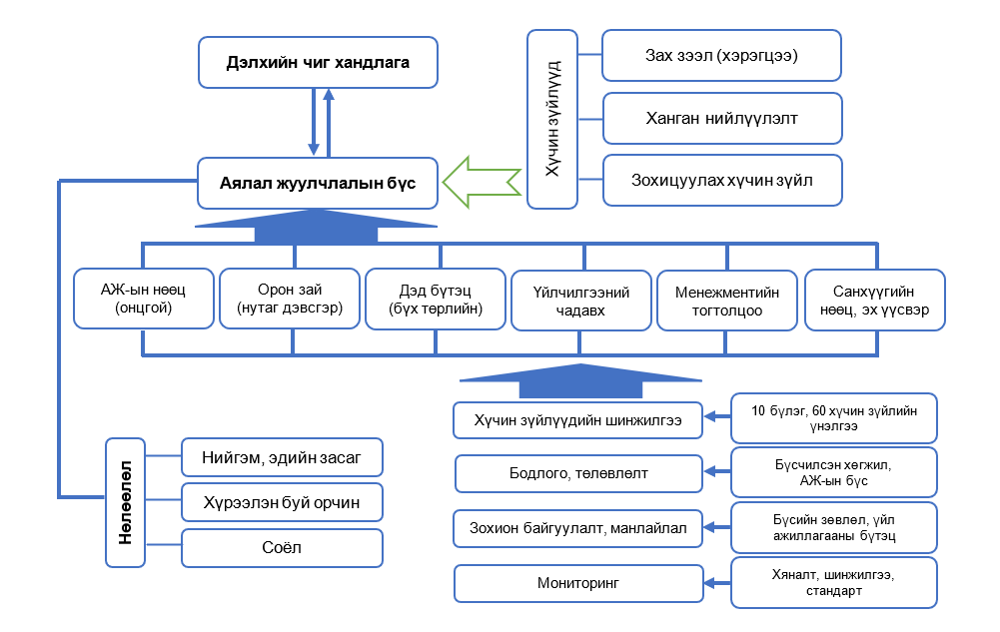 Дэлхийн чиг хандлага
Аялал жуулчлалын бүс
Хүчин зүйлүүд
Зах зээл (хэрэгцээ)
Ханган нийлүүлэлт
Зохицуулах хүчин зүйл
АЖ-ын нөөц
(онцгой)
Орон зай
(нутаг дэвсгэр)
Дэд бүтэц
(бүх төрлийн)
Үйлчилгээний
чадавх
Менежментийн
тогтолцоо
Санхүүгийн
нөөц, эх үүсвэр
Хүчин зүйлүүдийн шинжилгээ
10 бүлэг, 60 хүчин зүйлийн
үнэлгээ
Бодлого, төлөвлөлт
Бүсчилсэн хөгжил,
АЖ-ын бүс
Зохион байгуулалт, манлайлал
Бүсийн зөвлөл, үйл
ажиллагааны бүтэц
Мониторинг
Хяналт, шинжилгээ,
стандарт
Нөлөөлөл
Нийгэм, эдийн засаг
Хүрээлэн буй орчин
Соёл